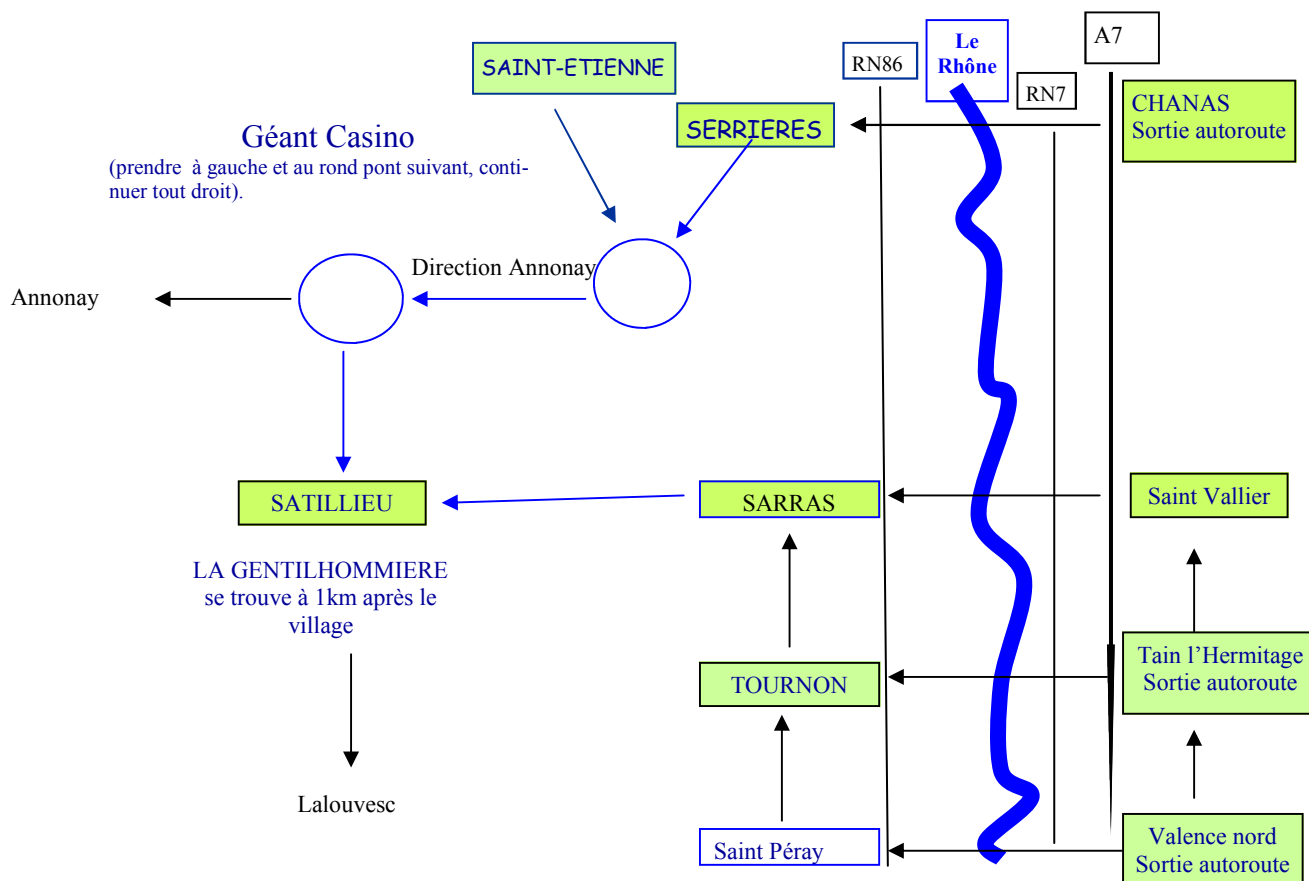 SAINT-ETIENNE
RN86
Le
Rhône
RN7
A7
SERRIERES
CHANAS
Sortie autoroute
Géant Casino
(prendre à gauche et au rond pont suivant, conti-
nuer tout droit).
Direction Annonay
Annonay
SATILLIEU
SARRAS
Saint Vallier
LA GENTILHOMMIERE
se trouve à 1km après le
village
TOURNON
Tain l’Hermitage
Sortie autoroute
Lalouvesc
Saint Péray
Valence nord
Sortie autoroute